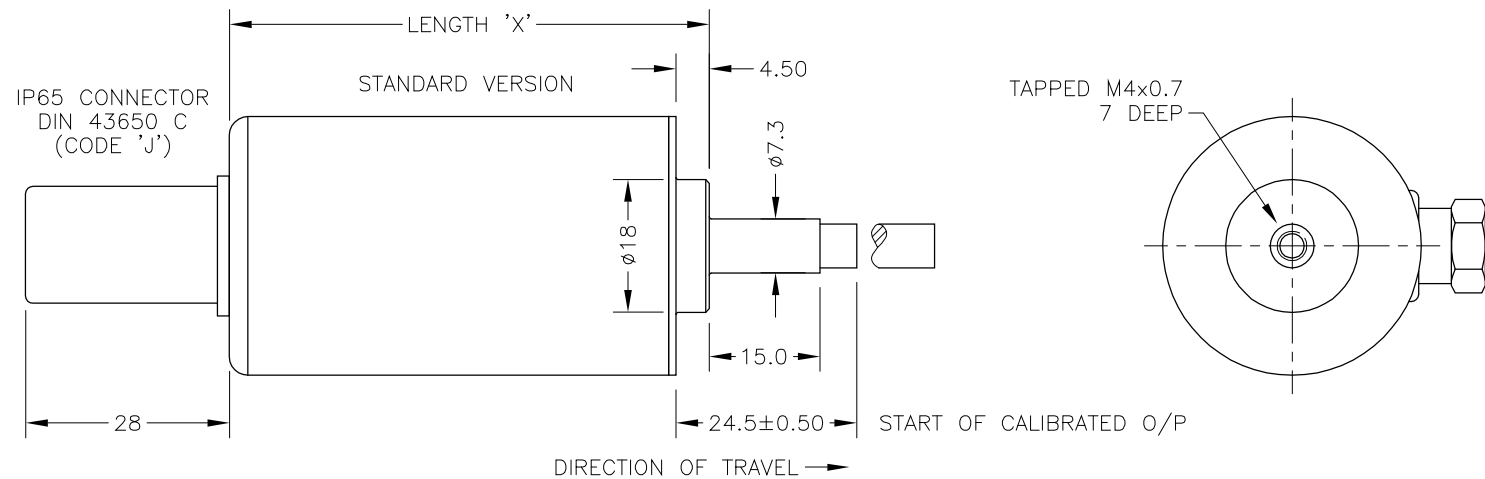 LENGTH 'X'
STANDARD VERSION
4.50
IP65 CONNECTOR
DIN 43650 C
(CODE 'J')
TAPPED M4x0.7
7 DEEP
ø7.3
ø18
15.0
28
24.5±0.50
START OF CALIBRATED O/P
DIRECTION OF TRAVEL